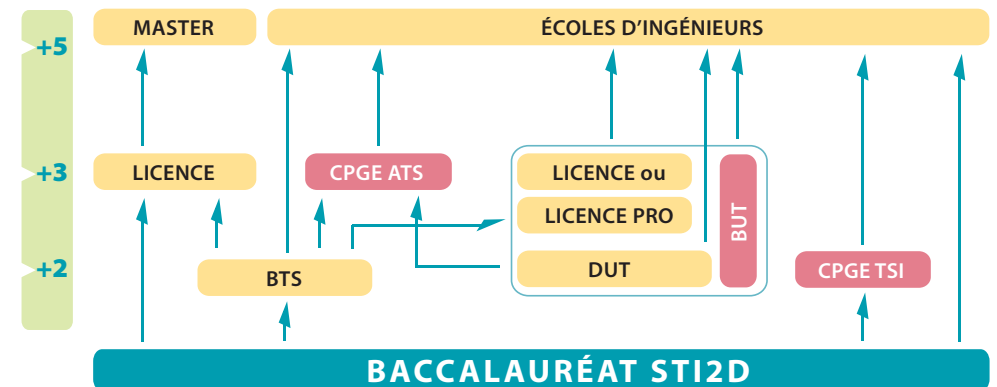 MASTER
ÉCOLES D'INGÉNIEURS
+5
+3
LICENCE
CPGE ATS
LICENCE ou
LICENCE PRO
BUT
+2
BTS
DUT
CPGE TSI
BACCALAURÉAT STI2D